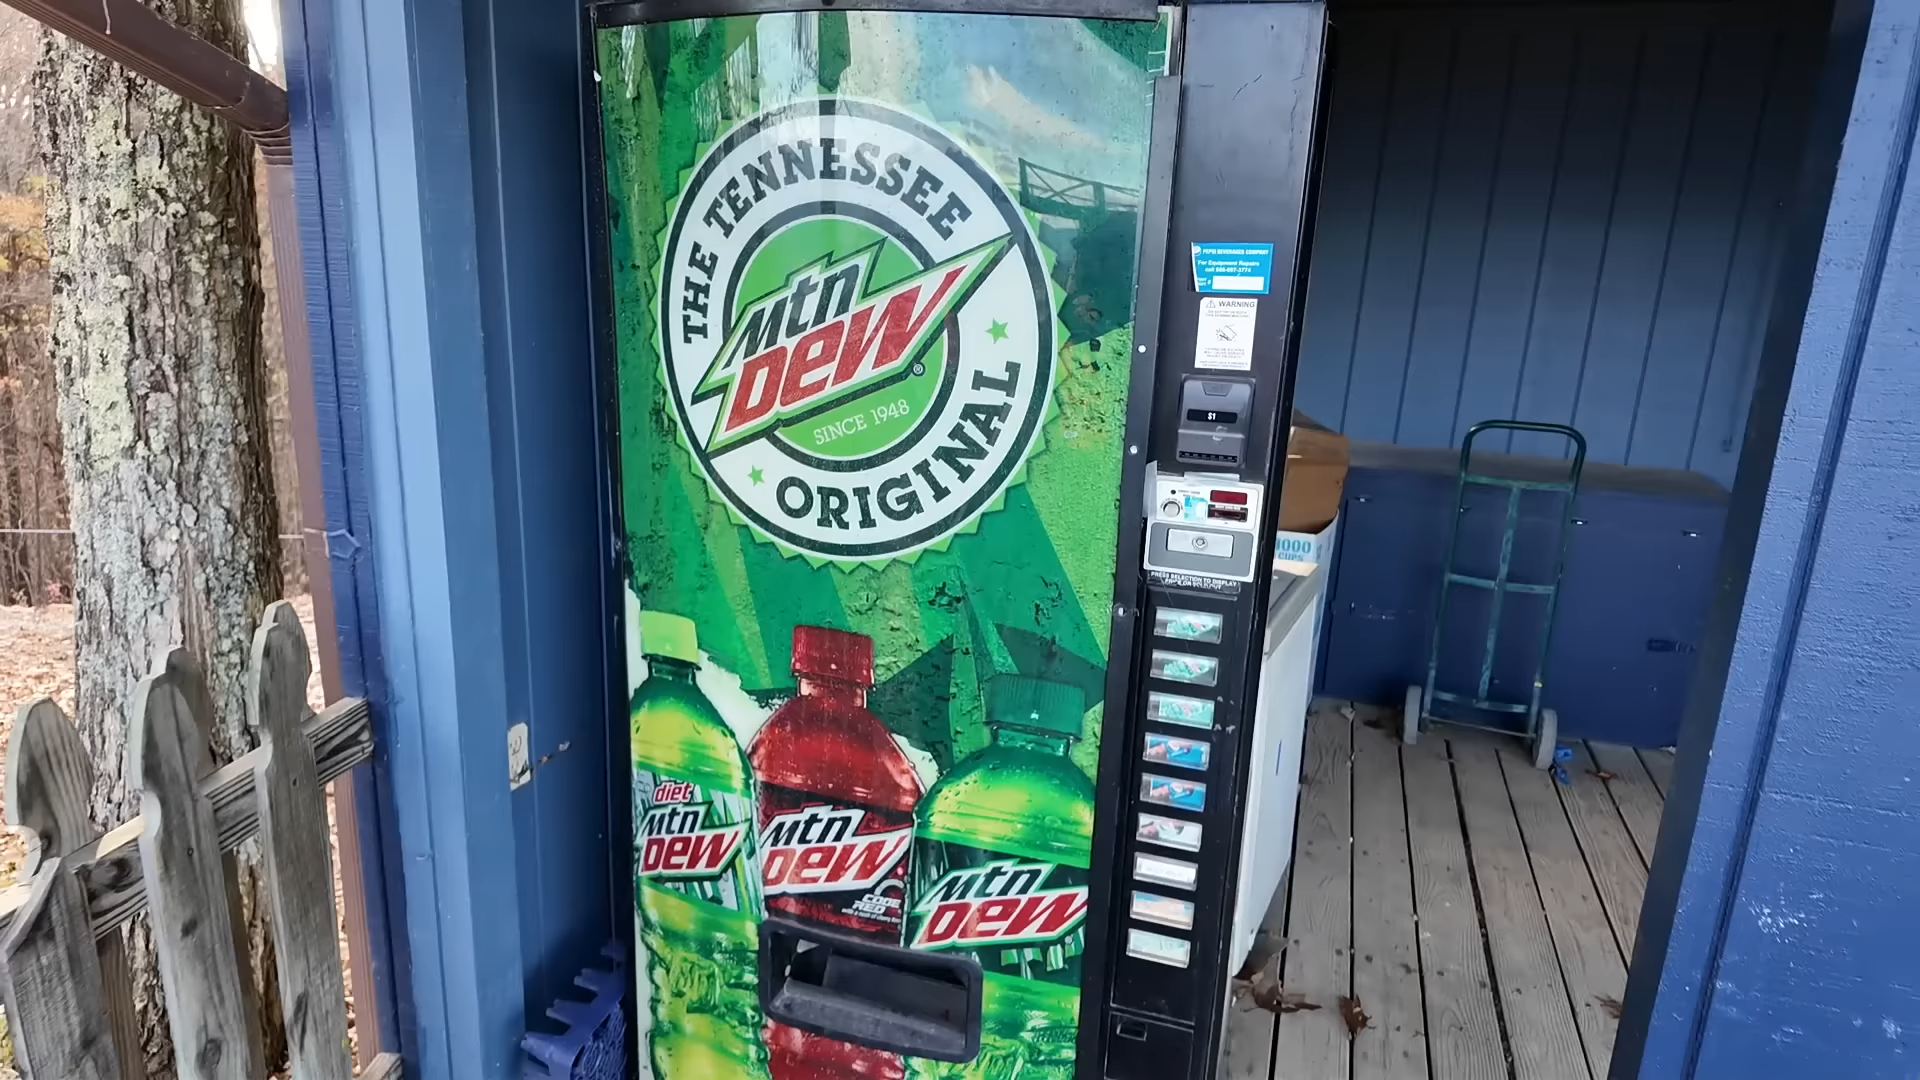 THE TENNESSEE
Mtn
Dew
®
SINCE 1948
ORIGINAL
PEPSI BEVERAGES COMPANY
For Equipment Repairs
WARNING
$1
1000
CUPS
PRESS SELECTION TO DISPLAY
diet
Mtn
Dew
Mtn
Dew
CODE
RED
Mtn
Dew